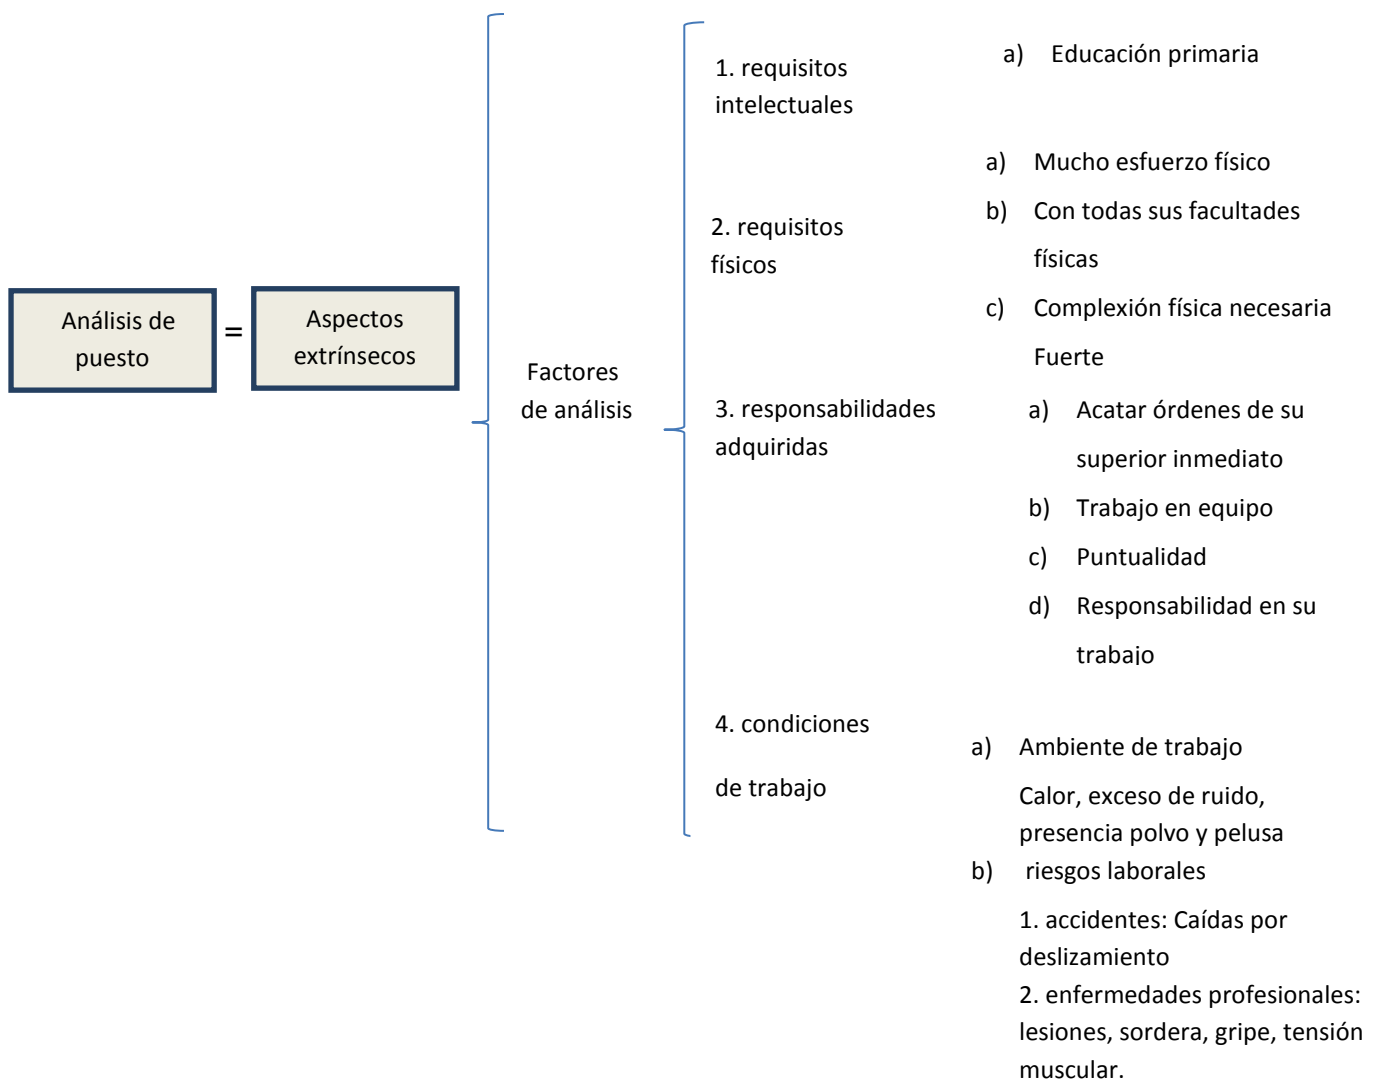 Análisis de
puesto
=
Aspectos
extrínsecos
Factores
de análisis
1. requisitos
intelectuales
a) Educación primaria
2. requisitos
físicos
a) Mucho esfuerzo físico
b) Con todas sus facultades
físicas
c) Complexión física necesaria
Fuerte
3. responsabilidades
adquiridas
a) Acatar órdenes de su
superior inmediato
b) Trabajo en equipo
c) Puntualidad
d) Responsabilidad en su
trabajo
4. condiciones
de trabajo
a) Ambiente de trabajo
Calor, exceso de ruido,
presencia polvo y pelusa
b) riesgos laborales
1. accidentes: Caídas por
deslizamiento
2. enfermedades profesionales:
lesiones, sordera, gripe, tensión
muscular.